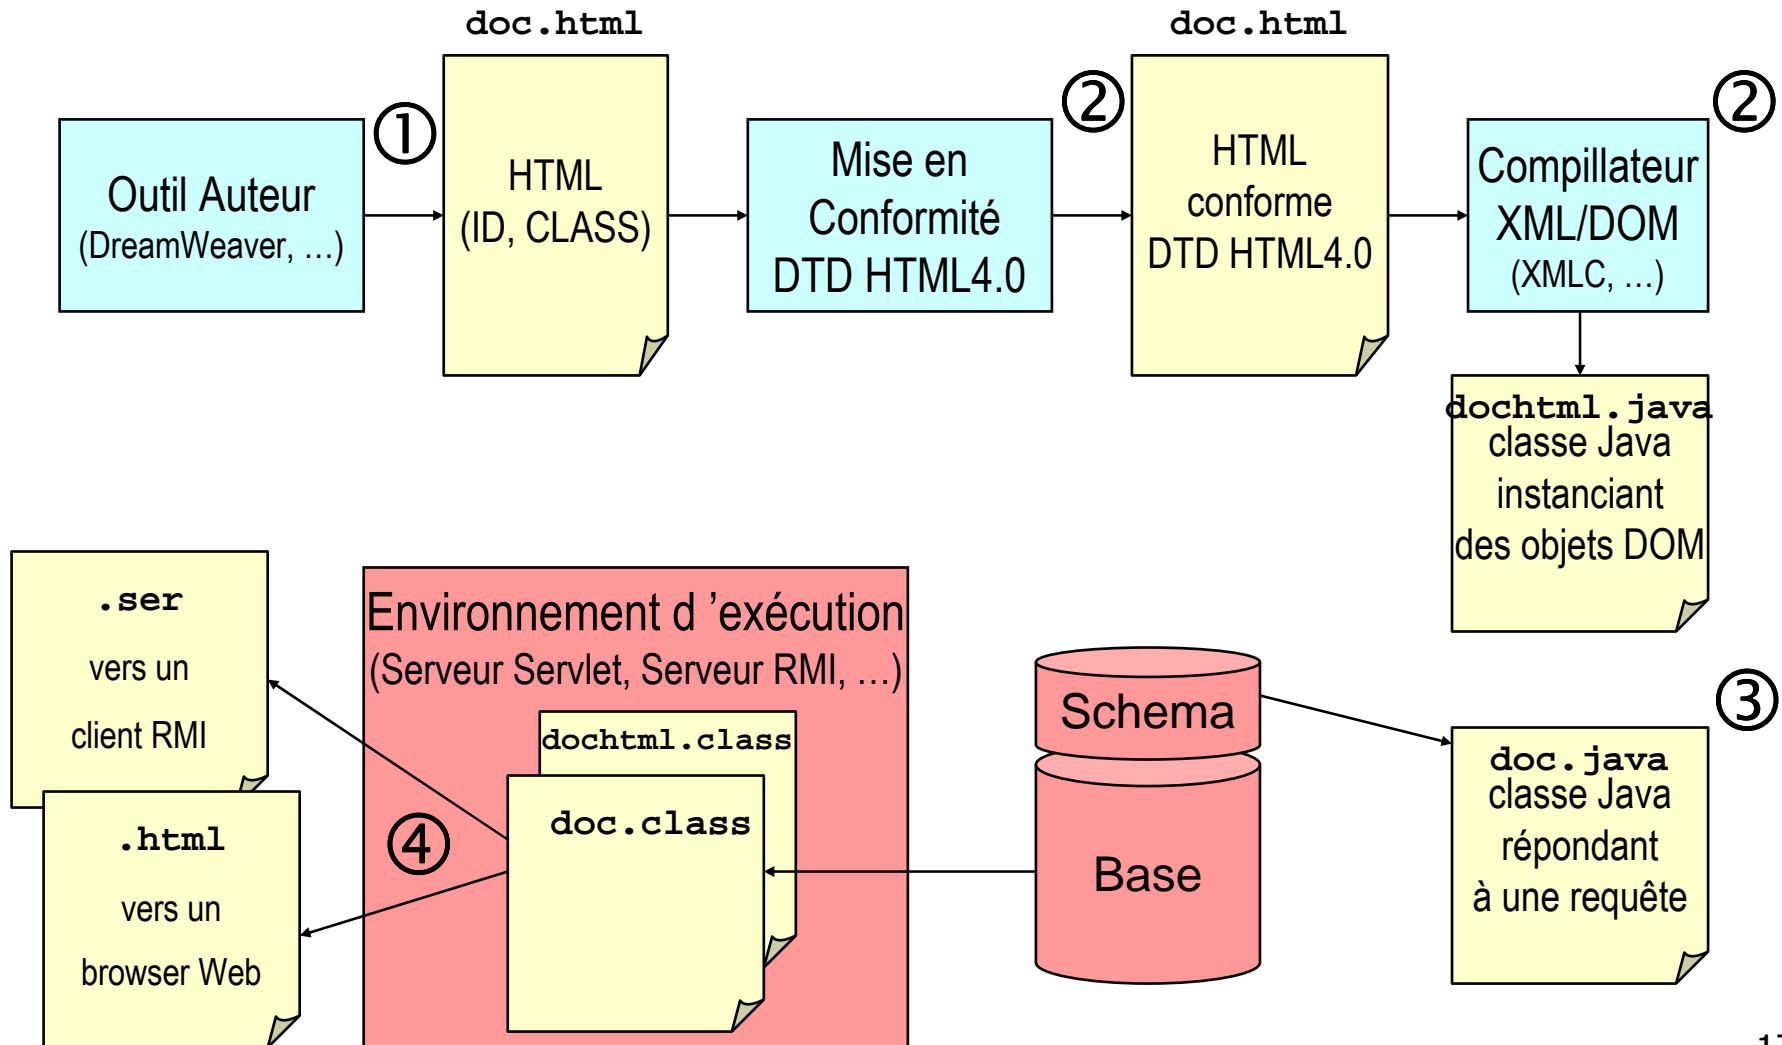 doc.html
doc.html
①
②
②
Outil Auteur
(DreamWeaver, …)
HTML
(ID, CLASS)
Mise en
Conformité
DTD HTML4.0
HTML
conforme
DTD HTML4.0
Compillateur
XML/DOM
(XMLC, …)
dochtml.java
classe Java
instanciant
des objets DOM
.ser
vers un
client RMI
Environnement d ’exécution
(Serveur Servlet, Serveur RMI, …)
dochtml.class
doc.class
④
.html
vers un
browser Web
Schema
Base
③
doc.java
classe Java
répondant
à une requête